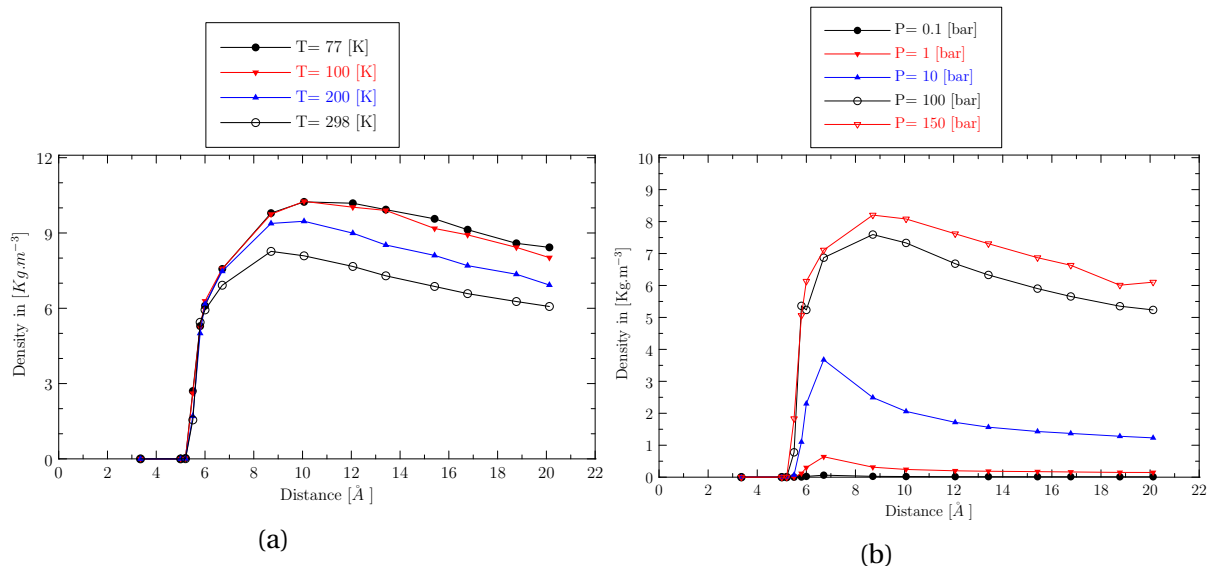 T= 77 [K]
T= 100 [K]
T= 200 [K]
T= 298 [K]
12
9
6
3
0
Density in [Kg.m−3]
0 2 4 6 8 10 12 14 16 18 20 22
Distance [Å ]
(a)
P= 0.1 [bar]
P= 1 [bar]
P= 10 [bar]
P= 100 [bar]
P= 150 [bar]
10
9
8
7
6
5
4
3
2
1
0
Density in [Kg.m−3]
0 2 4 6 8 10 12 14 16 18 20 22
Distance [Å ]
(b)